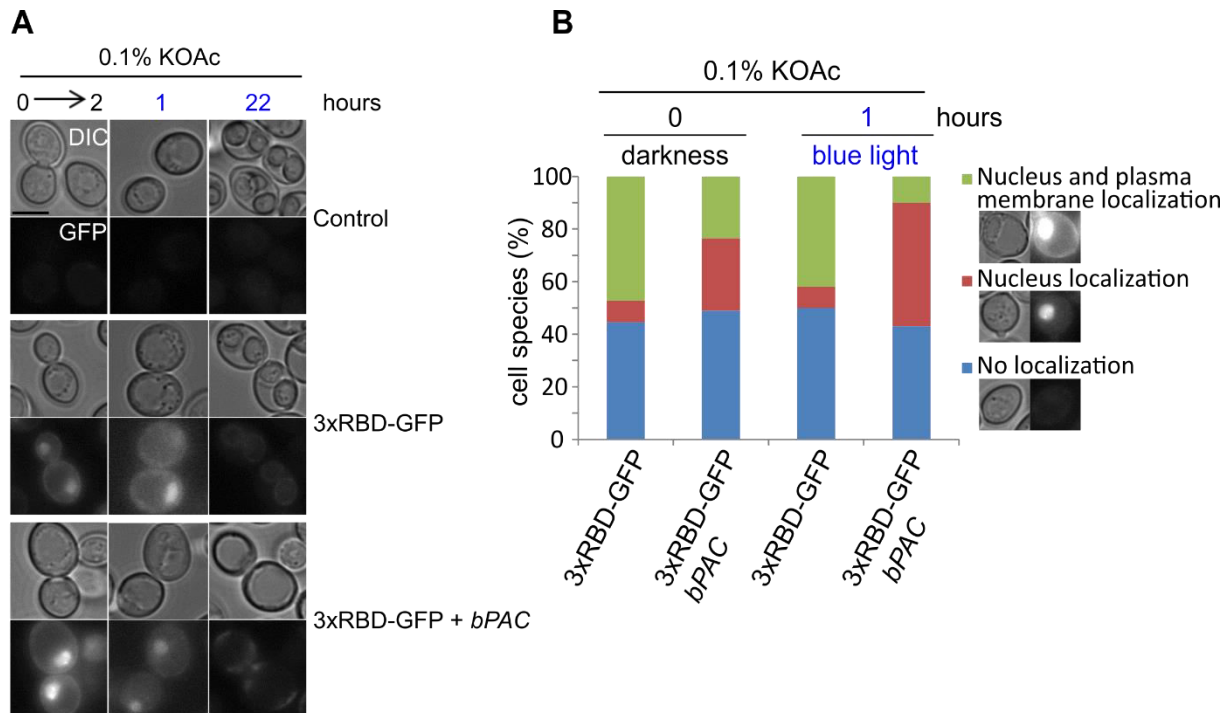 A
0.1% KOAc
0 → 2 1 22 hours
DIC
GFP
Control
3xRBD-GFP
3xRBD-GFP + bPAC
B
0.1% KOAc
0 1 hours
darkness blue light
100
80
60
40
20
0
cell species (%)
3xRBD-GFP
3xRBD-GFP
bPAC
3xRBD-GFP
3xRBD-GFP
bPAC
Nucleus and plasma
membrane localization
Nucleus localization
No localization